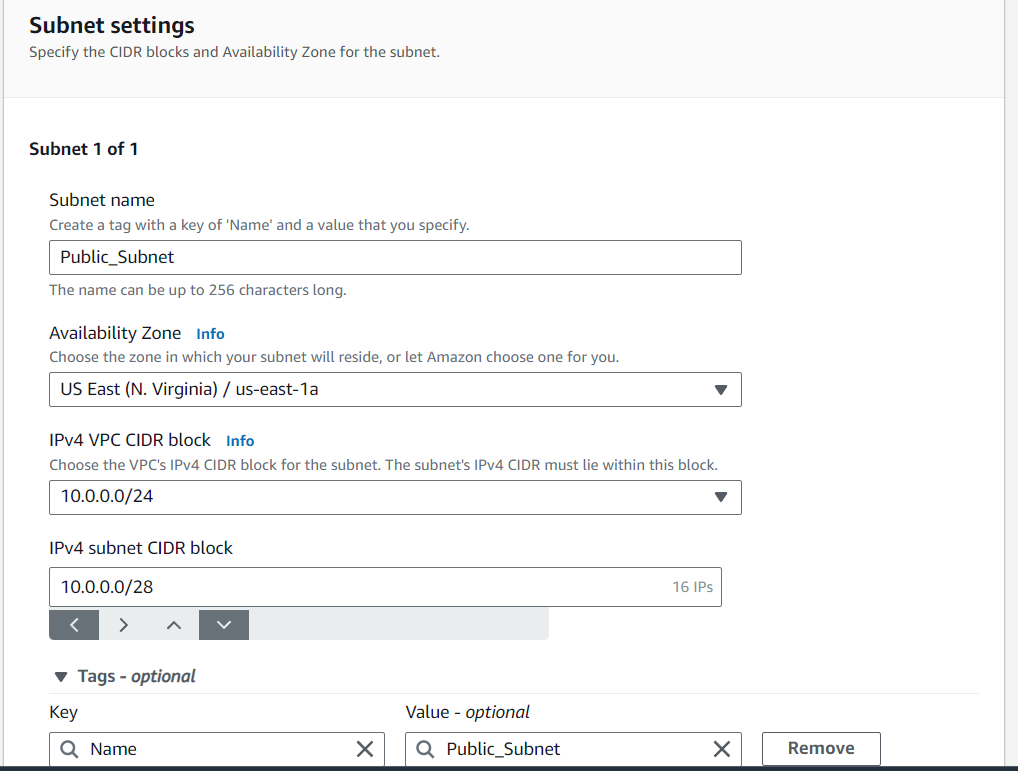 Subnet settings
Specify the CIDR blocks and Availability Zone for the subnet.
Subnet 1 of 1
Subnet name
Create a tag with a key of 'Name' and a value that you specify.
Public_Subnet
The name can be up to 256 characters long.
Availability Zone Info
Choose the zone in which your subnet will reside, or let Amazon choose one for you.
US East (N. Virginia) / us-east-1a
IPv4 VPC CIDR block Info
Choose the VPC's IPv4 CIDR block for the subnet. The subnet's IPv4 CIDR must lie within this block.
10.0.0.0/24
IPv4 subnet CIDR block
10.0.0.0/28 16 IPs
Tags - optional
Key Value - optional
Name Public_Subnet Remove